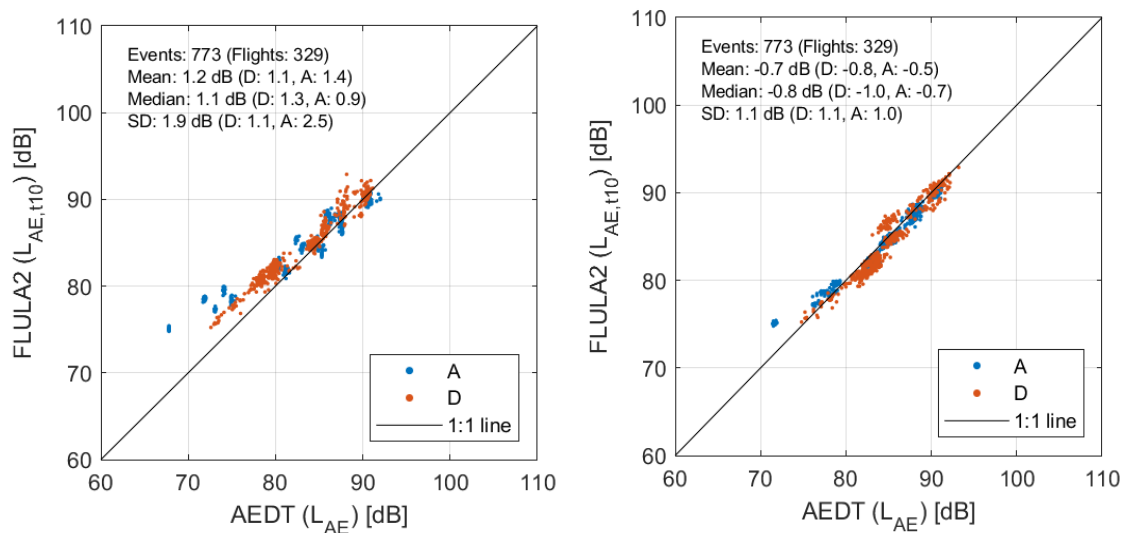 110
100
90
80
70
60
FLULA2 (L_AE,t10) [dB]
Events: 773 (Flights: 329)
Mean: 1.2 dB (D: 1.1, A: 1.4)
Median: 1.1 dB (D: 1.3, A: 0.9)
SD: 1.9 dB (D: 1.1, A: 2.5)
A
D
1:1 line
60 70 80 90 100 110
AEDT (L_AE) [dB]
110
100
90
80
70
60
FLULA2 (L_AE,t10) [dB]
Events: 773 (Flights: 329)
Mean: -0.7 dB (D: -0.8, A: -0.5)
Median: -0.8 dB (D: -1.0, A: -0.7)
SD: 1.1 dB (D: 1.1, A: 1.0)
A
D
1:1 line
60 70 80 90 100 110
AEDT (L_AE) [dB]